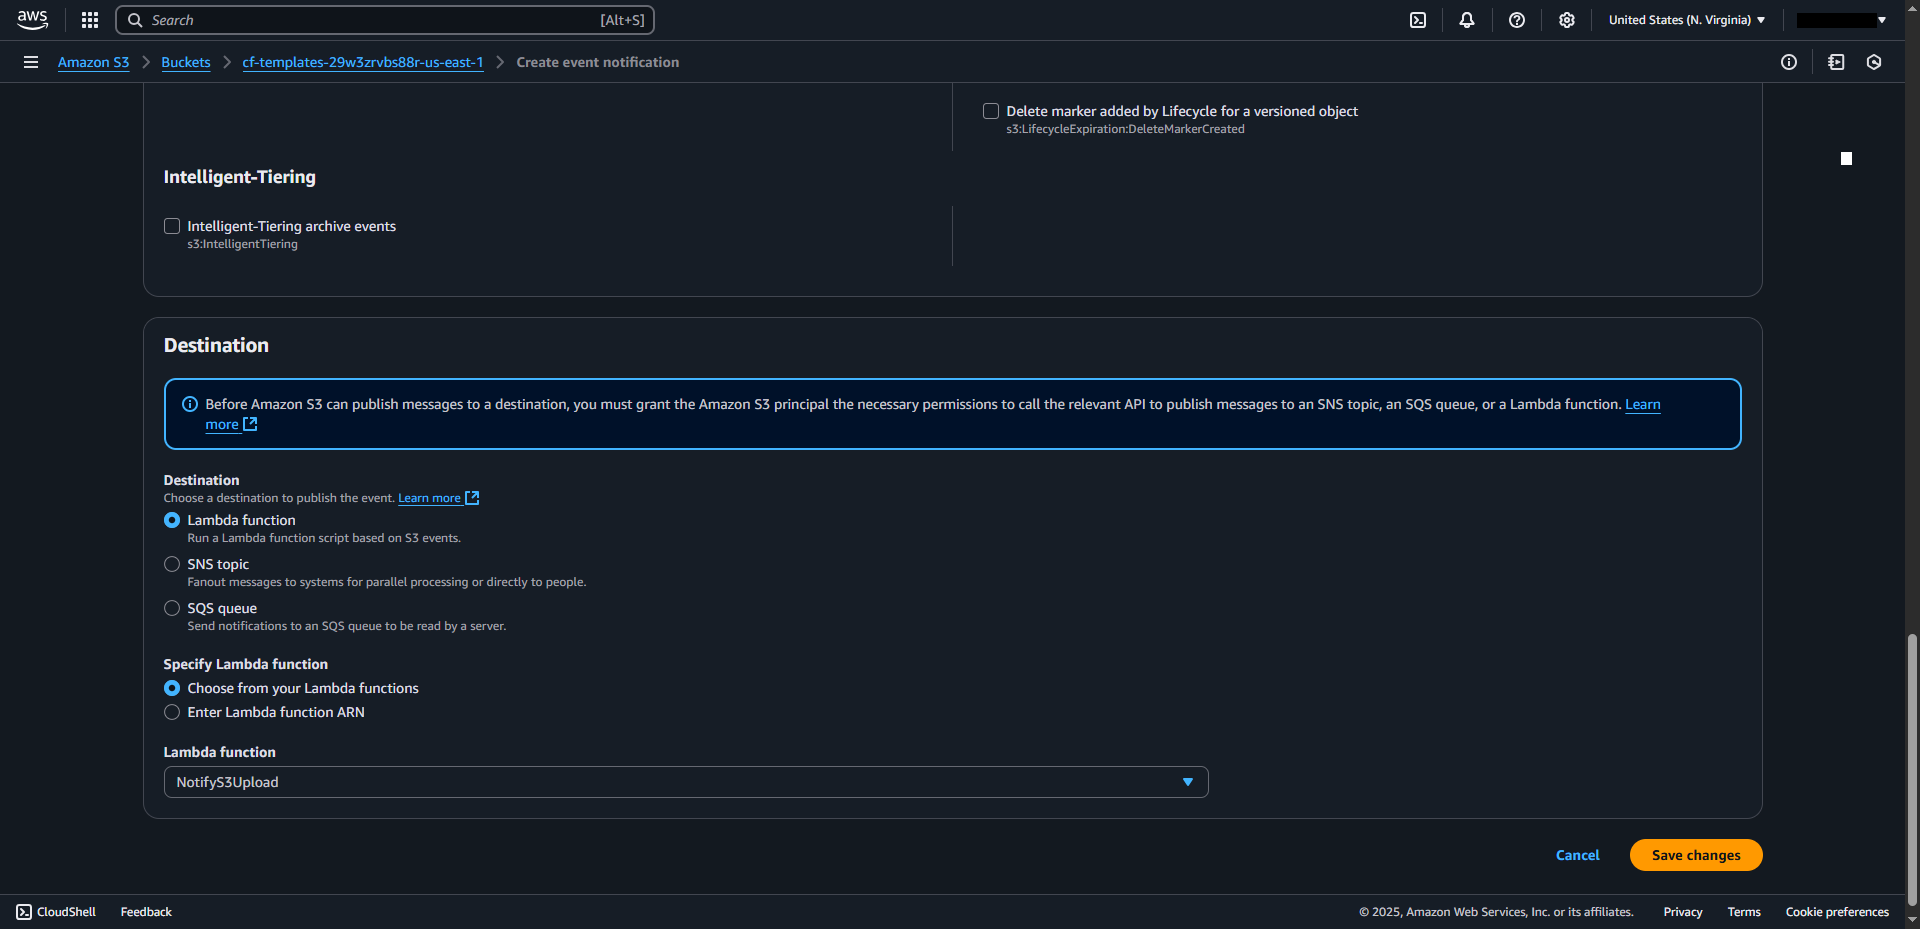 aws
Search [Alt+S]
United States (N. Virginia)
Amazon S3 Buckets cf-templates-29w3zrvbs88r-us-east-1 Create event notification
Delete marker added by Lifecycle for a versioned object
s3:LifecycleExpiration:DeleteMarkerCreated
Intelligent-Tiering
Intelligent-Tiering archive events
s3:IntelligentTiering
Destination
Before Amazon S3 can publish messages to a destination, you must grant the Amazon S3 principal the necessary permissions to call the relevant API to publish messages to an SNS topic, an SQS queue, or a Lambda function. Learn
more
Destination
Choose a destination to publish the event. Learn more
Lambda function
Run a Lambda function script based on S3 events.
SNS topic
Fanout messages to systems for parallel processing or directly to people.
SQS queue
Send notifications to an SQS queue to be read by a server.
Specify Lambda function
Choose from your Lambda functions
Enter Lambda function ARN
Lambda function
NotifyS3Upload
Cancel Save changes
CloudShell Feedback © 2025, Amazon Web Services, Inc. or its affiliates. Privacy Terms Cookie preferences